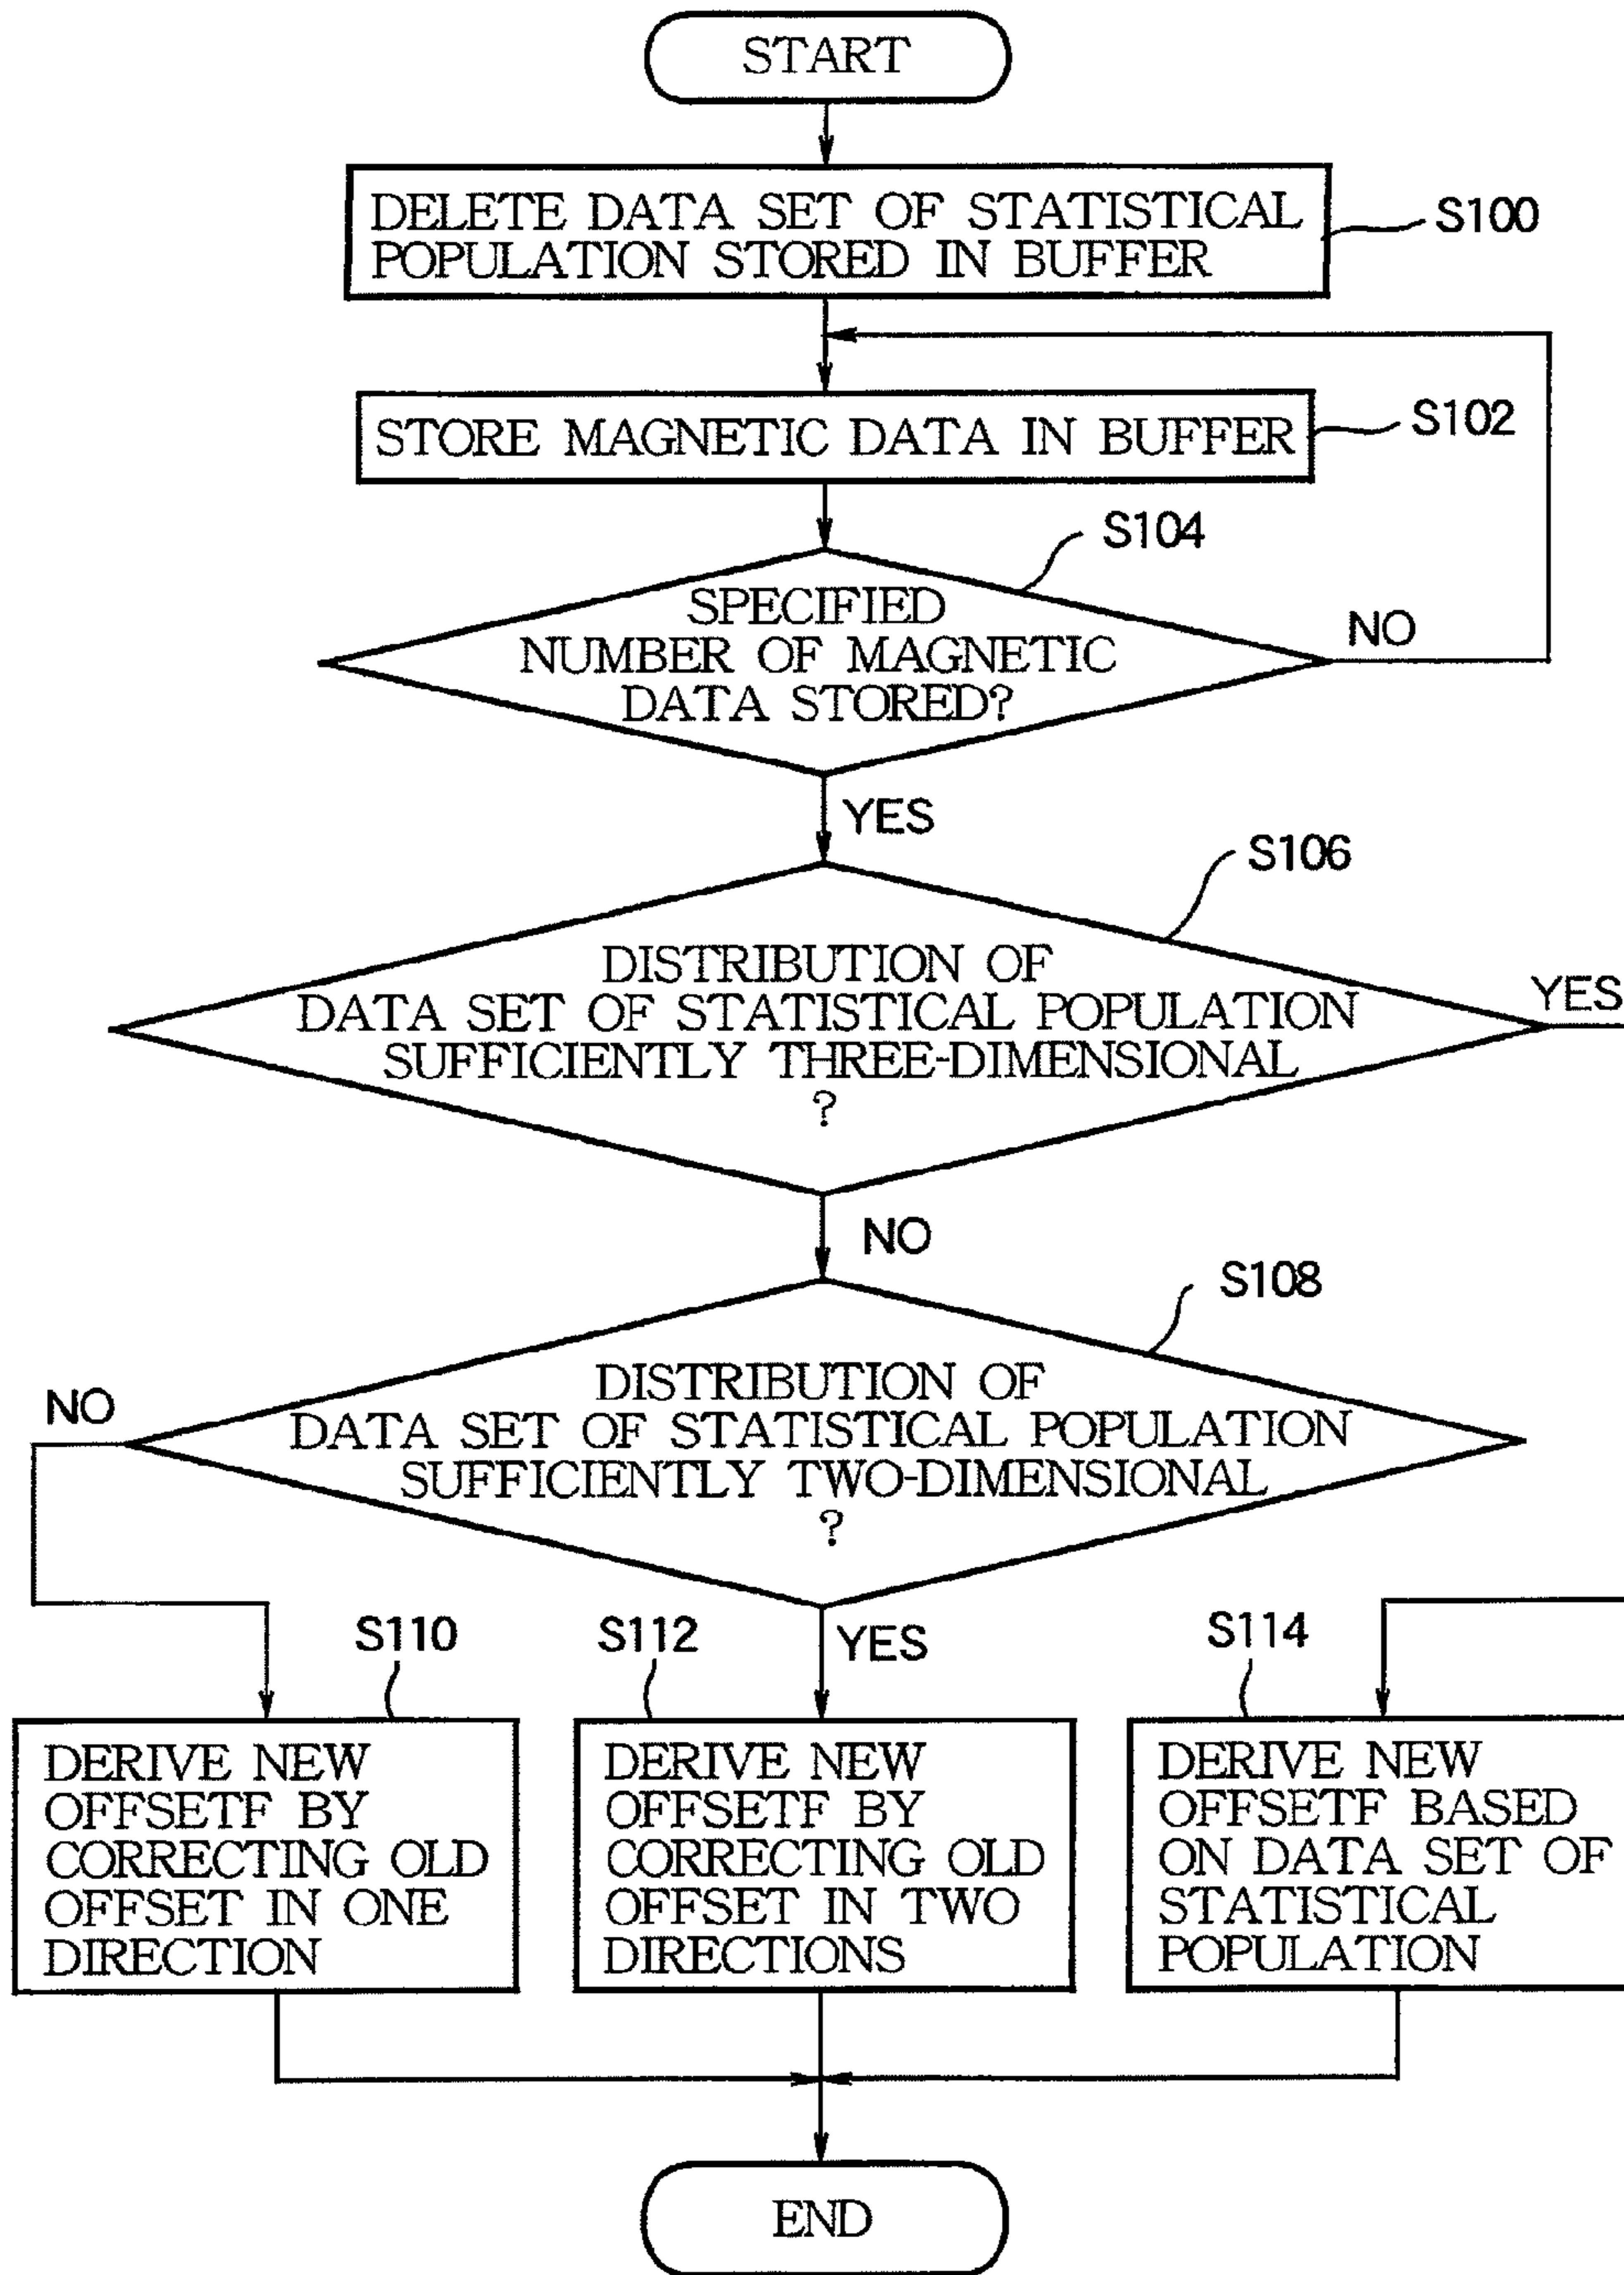 START
DELETE DATA SET OF STATISTICAL
POPULATION STORED IN BUFFER
S100
STORE MAGNETIC DATA IN BUFFER
S102
S104
SPECIFIED
NUMBER OF MAGNETIC
DATA STORED?
NO
YES
S106
DISTRIBUTION OF
DATA SET OF STATISTICAL POPULATION
SUFFICIENTLY THREE-DIMENSIONAL
?
YES
NO
S108
DISTRIBUTION OF
DATA SET OF STATISTICAL POPULATION
SUFFICIENTLY TWO-DIMENSIONAL
?
NO
YES
S110
DERIVE NEW
OFFSETF BY
CORRECTING OLD
OFFSET IN ONE
DIRECTION
S112
DERIVE NEW
OFFSETF BY
CORRECTING OLD
OFFSET IN TWO
DIRECTIONS
S114
DERIVE NEW
OFFSETF BASED
ON DATA SET OF
STATISTICAL
POPULATION
END